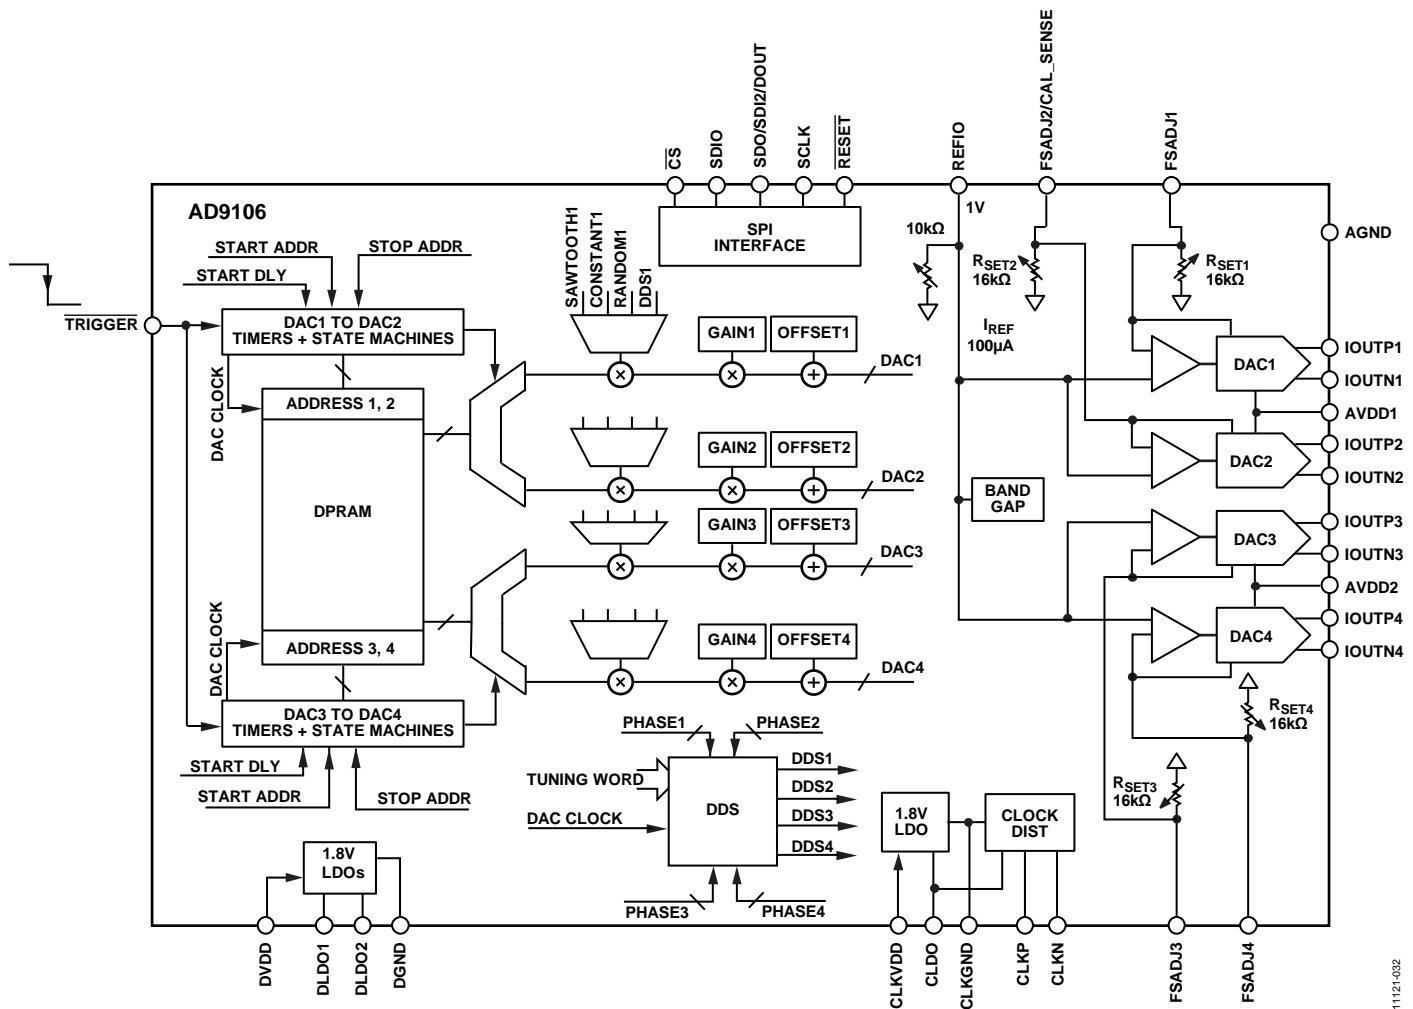 CS
SDIO
SDO/SDI2/DOUT
SCLK
RESET
REFIO
FSADJ2/CAL_SENSE
FSADJ1
AD9106
START ADDR
STOP ADDR
START DLY
TRIGGER
DAC1 TO DAC2
TIMERS + STATE MACHINES
DAC CLOCK
ADDRESS 1, 2
DPRAM
ADDRESS 3, 4
DAC CLOCK
DAC3 TO DAC4
TIMERS + STATE MACHINES
START DLY
START ADDR
STOP ADDR
SAWTOOTH1
CONSTANT1
RANDOM1
DDS1
SPI
INTERFACE
GAIN1
OFFSET1
DAC1
GAIN2
OFFSET2
DAC2
GAIN3
OFFSET3
DAC3
GAIN4
OFFSET4
DAC4
1V
10kΩ
RSET2
16kΩ
RSET1
16kΩ
IREF
100µA
BAND
GAP
DAC1
DAC2
DAC3
DAC4
RSET4
16kΩ
RSET3
16kΩ
AGND
IOUTP1
IOUTN1
AVDD1
IOUTP2
IOUTN2
IOUTP3
IOUTN3
AVDD2
IOUTP4
IOUTN4
PHASE1
PHASE2
TUNING WORD
DAC CLOCK
DDS
DDS1
DDS2
DDS3
DDS4
PHASE3
PHASE4
1.8V
LDOs
1.8V
LDO
CLOCK
DIST
DVDD
DLDO1
DLDO2
DGND
CLKVDD
CLDO
CLKGND
CLKP
CLKN
FSADJ3
FSADJ4
11121-032